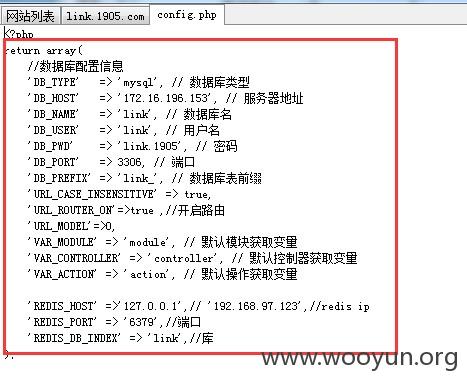 网站列表 link.1905.com config.php
<?php
return array(
//数据库配置信息
'DB_TYPE' => 'mysql', // 数据库类型
'DB_HOST' => '172.16.196.153', // 服务器地址
'DB_NAME' => 'link', // 数据库名
'DB_USER' => 'link', // 用户名
'DB_PWD' => 'link.1905', // 密码
'DB_PORT' => 3306, // 端口
'DB_PREFIX' => 'link_', // 数据库表前缀
'URL_CASE_INSENSITIVE' => true,
'URL_ROUTER_ON'=>true ,//开启路由
'URL_MODEL'=>0,
'VAR_MODULE' => 'module', // 默认模块获取变量
'VAR_CONTROLLER' => 'controller', // 默认控制器获取变量
'VAR_ACTION' => 'action', // 默认操作获取变量
'REDIS_HOST' =>'127.0.0.1',// '192.168.97.123',//redis ip
'REDIS_PORT' => '6379',//端口
'REDIS_DB_INDEX' => 'link',//库
);
www.wooyun.org